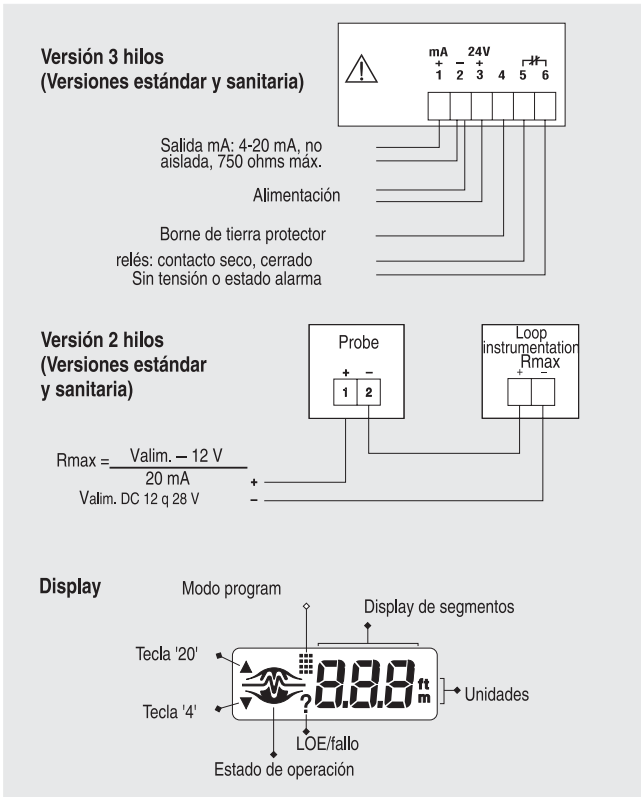 Versión 3 hilos
(Versiones estándar y sanitaria)
mA 24V
+ – +
1 2 3 4 5 6
Salida mA: 4-20 mA, no
aislada, 750 ohms máx.
Alimentación
Borne de tierra protector
relés: contacto seco, cerrado
Sin tensión o estado alarma
Versión 2 hilos
(Versiones estándar
y sanitaria)
Probe
+ –
1 2
Loop
instrumentation
Rmax
+ –
Rmax = Valim. – 12 V
20 mA
Valim. DC 12 q 28 V
+
–
Display
Modo program
Display de segmentos
Tecla '20'
Tecla '4'
8.8.8
ft
m
?
Unidades
LOE/fallo
Estado de operación